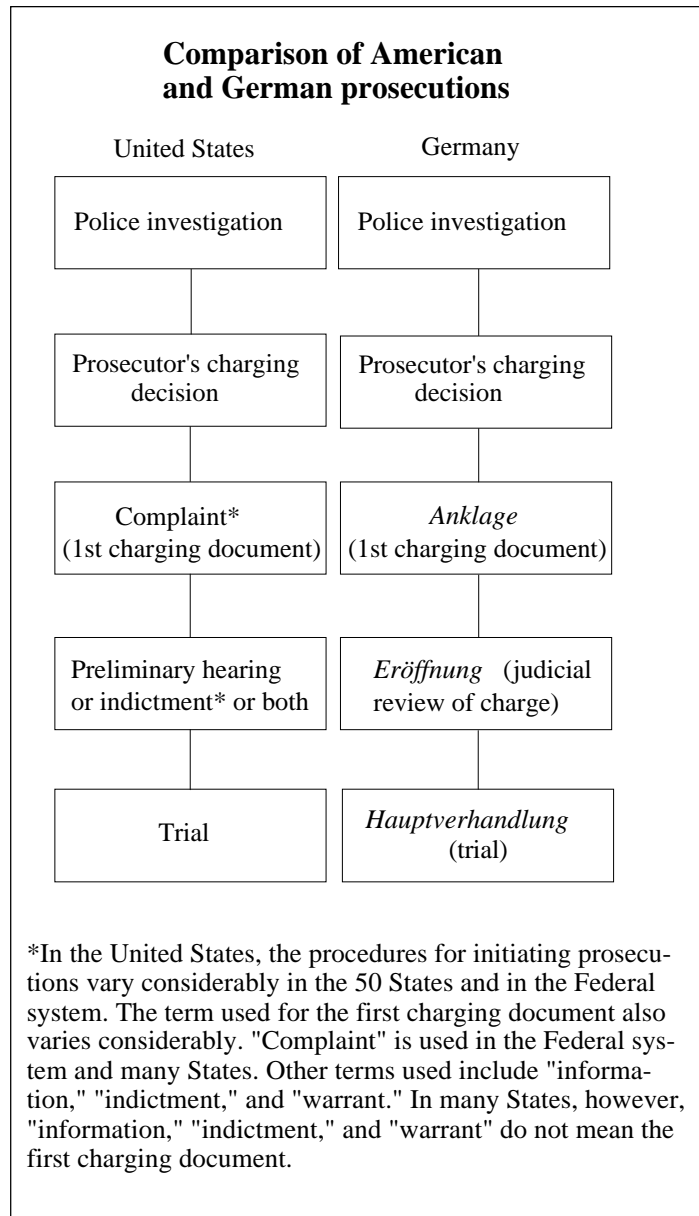 Comparison of American
and German prosecutions
United States
Germany
Police investigation
Police investigation
Prosecutor's charging
decision
Prosecutor's charging
decision
Complaint*
(1st charging document)
Anklage
(1st charging document)
Preliminary hearing
or indictment* or both
Eröffnung (judicial
review of charge)
Trial
Hauptverhandlung
(trial)
*In the United States, the procedures for initiating prosecu-
tions vary considerably in the 50 States and in the Federal
system. The term used for the first charging document also
varies considerably. "Complaint" is used in the Federal sys-
tem and many States. Other terms used include "informa-
tion," "indictment," and "warrant." In many States, however,
"information," "indictment," and "warrant" do not mean the
first charging document.